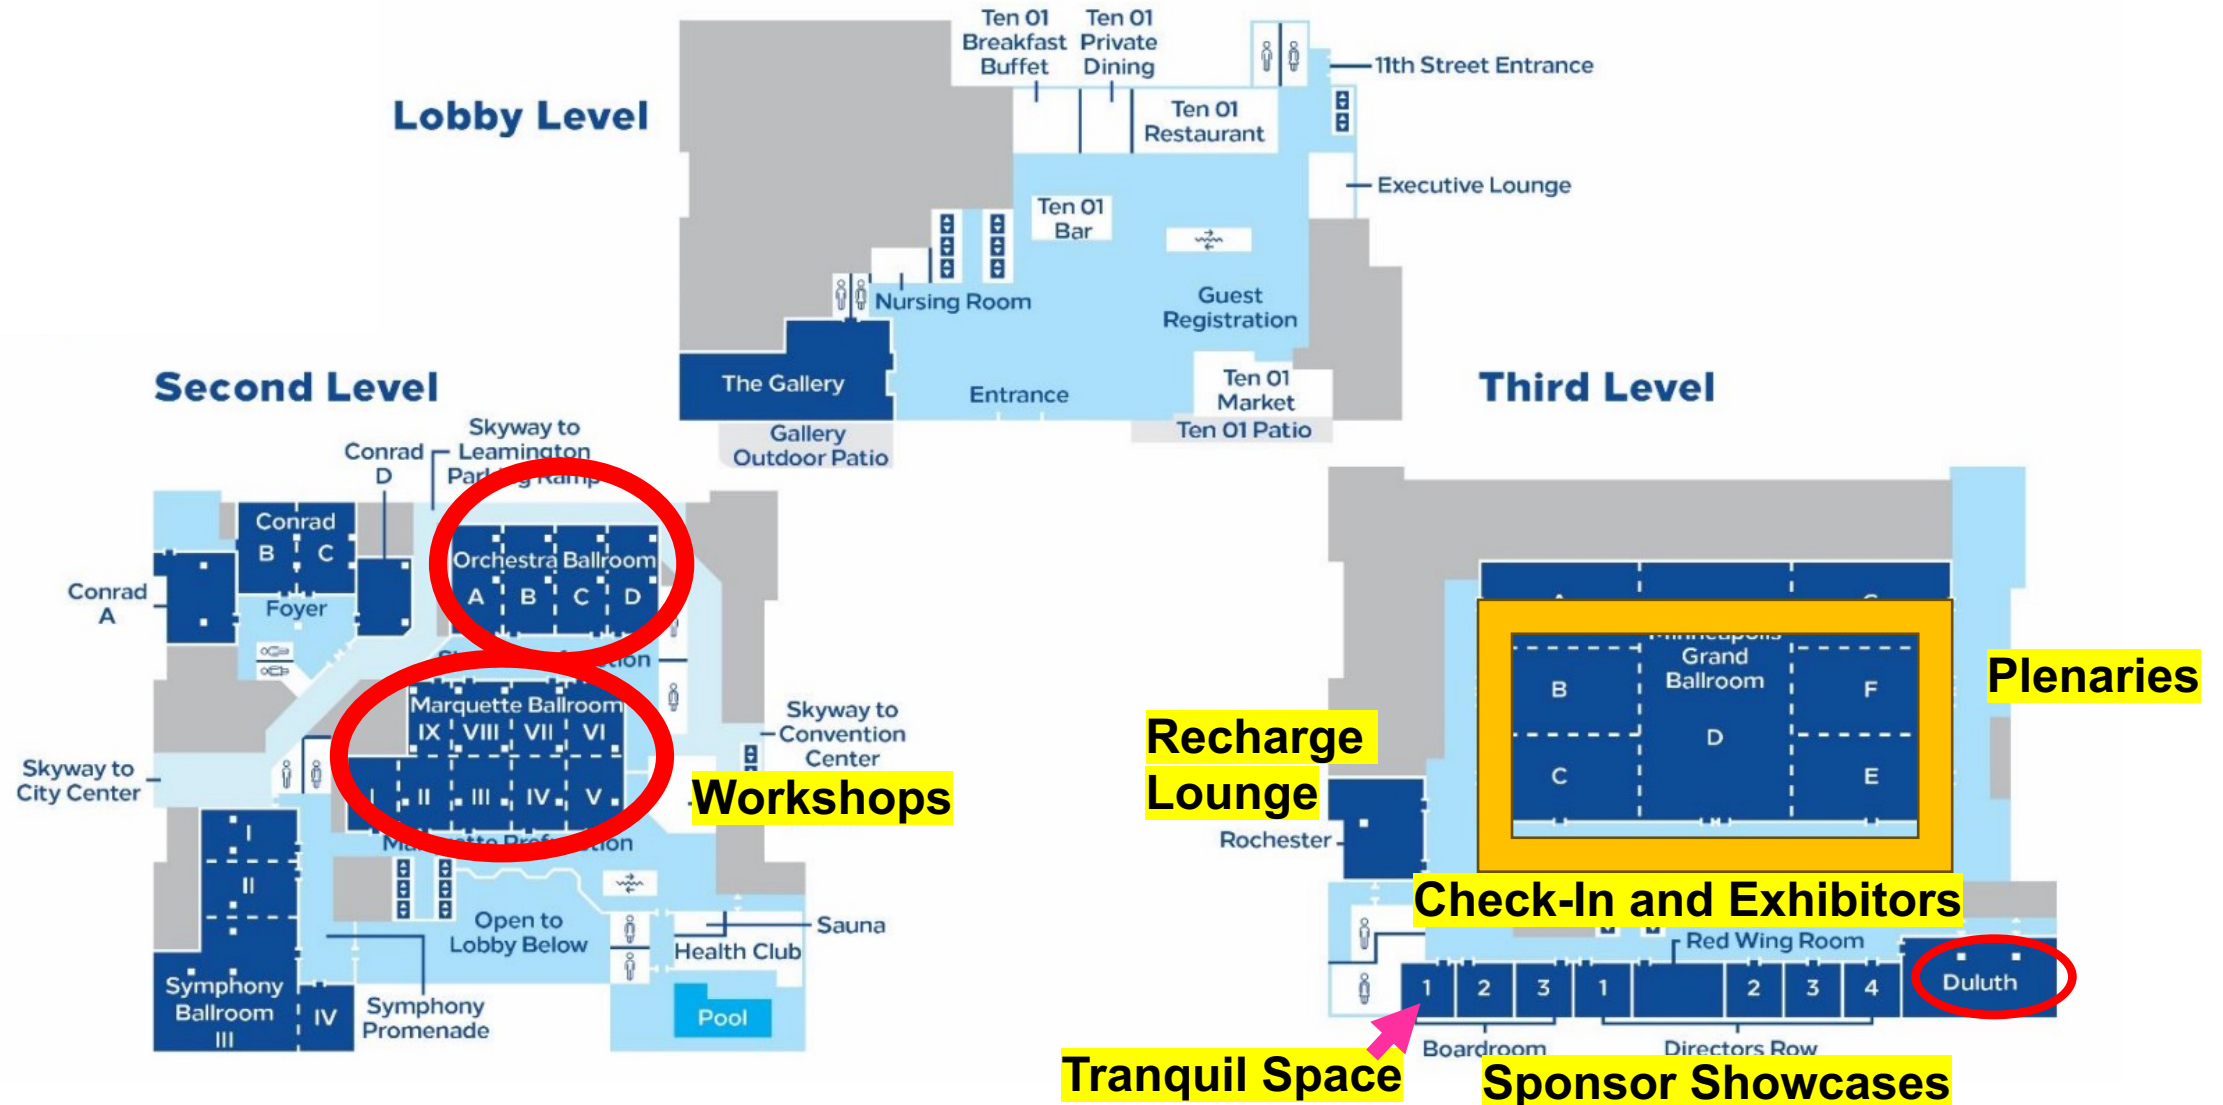 Lobby Level
Ten 01
Breakfast
Buffet
Ten 01
Private
Dining
11th Street Entrance
Ten 01
Restaurant
Executive Lounge
Ten 01
Bar
Nursing Room
Guest
Registration
The Gallery
Entrance
Ten 01
Market
Ten 01 Patio
Gallery
Outdoor Patio
Second Level
Skyway to
Leamington
Parking Ramp
Conrad
D
Conrad
B C
Conrad
A
Foyer
Orchestra Ballroom
A B C D
Marquette Ballroom
IX VIII VII VI
I II III IV V
Skyway to
Convention
Center
Skyway to
City Center
Workshops
I
II
Symphony
Ballroom
III
IV
Symphony
Promenade
Open to
Lobby Below
Sauna
Health Club
Pool
Third Level
Minneapolis
Grand
Ballroom
B
F
D
C
E
Plenaries
Recharge
Lounge
Rochester
Check-In and Exhibitors
Red Wing Room
1 2 3 1 2 3 4
Duluth
Boardroom
Directors Row
Tranquil Space
Sponsor Showcases